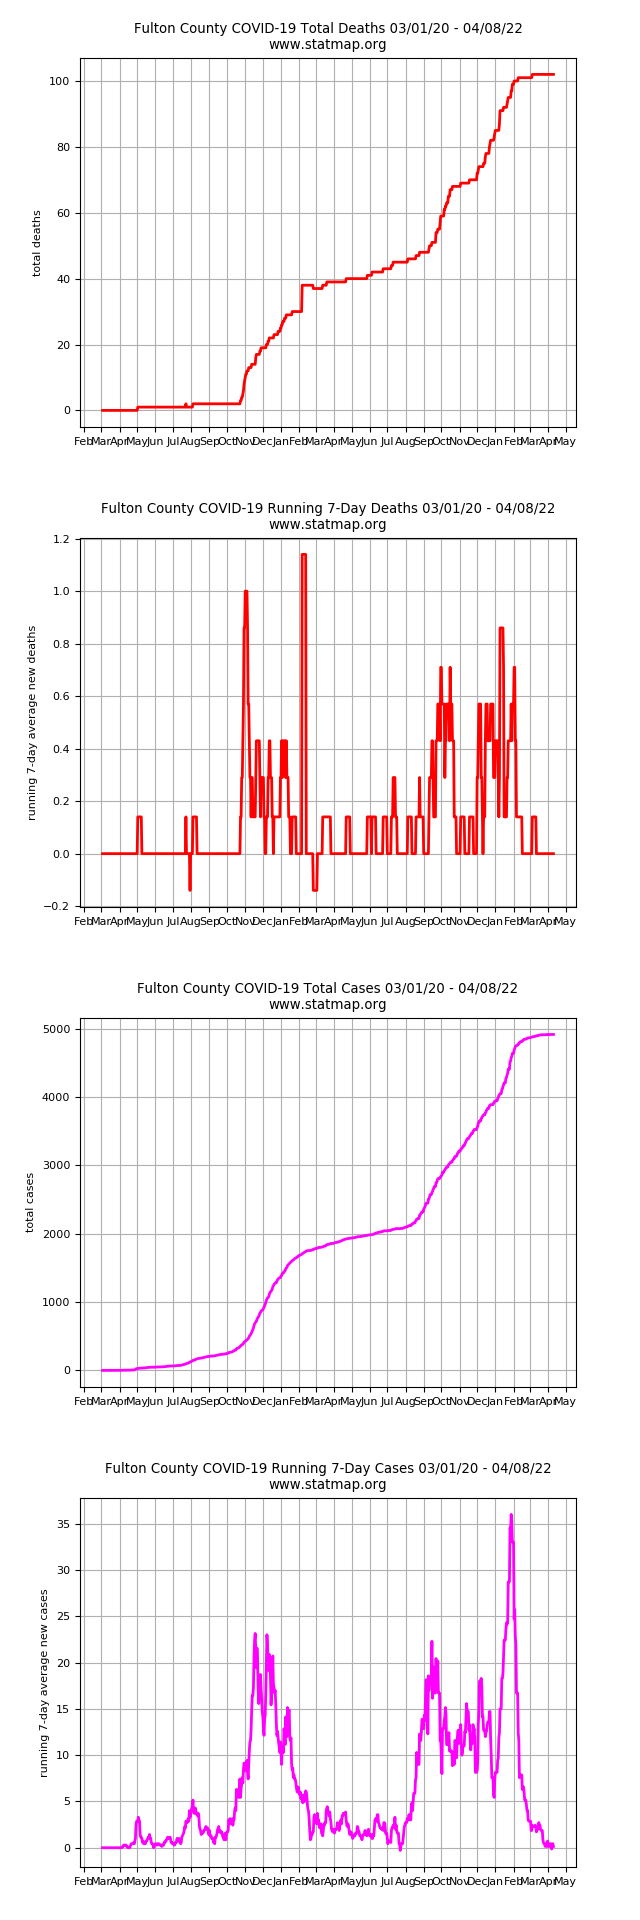 Fulton County COVID-19 Total Deaths 03/01/20 - 04/08/22
www.statmap.org
100
80
60
40
20
0
total deaths
Feb Mar Apr May Jun Jul Aug Sep Oct Nov Dec Jan Feb Mar Apr May Jun Jul Aug Sep Oct Nov Dec Jan Feb Mar Apr May
Fulton County COVID-19 Running 7-Day Deaths 03/01/20 - 04/08/22
www.statmap.org
1.2
1.0
0.8
0.6
0.4
0.2
0.0
−0.2
running 7-day average new deaths
Feb Mar Apr May Jun Jul Aug Sep Oct Nov Dec Jan Feb Mar Apr May Jun Jul Aug Sep Oct Nov Dec Jan Feb Mar Apr May
Fulton County COVID-19 Total Cases 03/01/20 - 04/08/22
www.statmap.org
5000
4000
3000
2000
1000
0
total cases
Feb Mar Apr May Jun Jul Aug Sep Oct Nov Dec Jan Feb Mar Apr May Jun Jul Aug Sep Oct Nov Dec Jan Feb Mar Apr May
Fulton County COVID-19 Running 7-Day Cases 03/01/20 - 04/08/22
www.statmap.org
35
30
25
20
15
10
5
0
running 7-day average new cases
Feb Mar Apr May Jun Jul Aug Sep Oct Nov Dec Jan Feb Mar Apr May Jun Jul Aug Sep Oct Nov Dec Jan Feb Mar Apr May